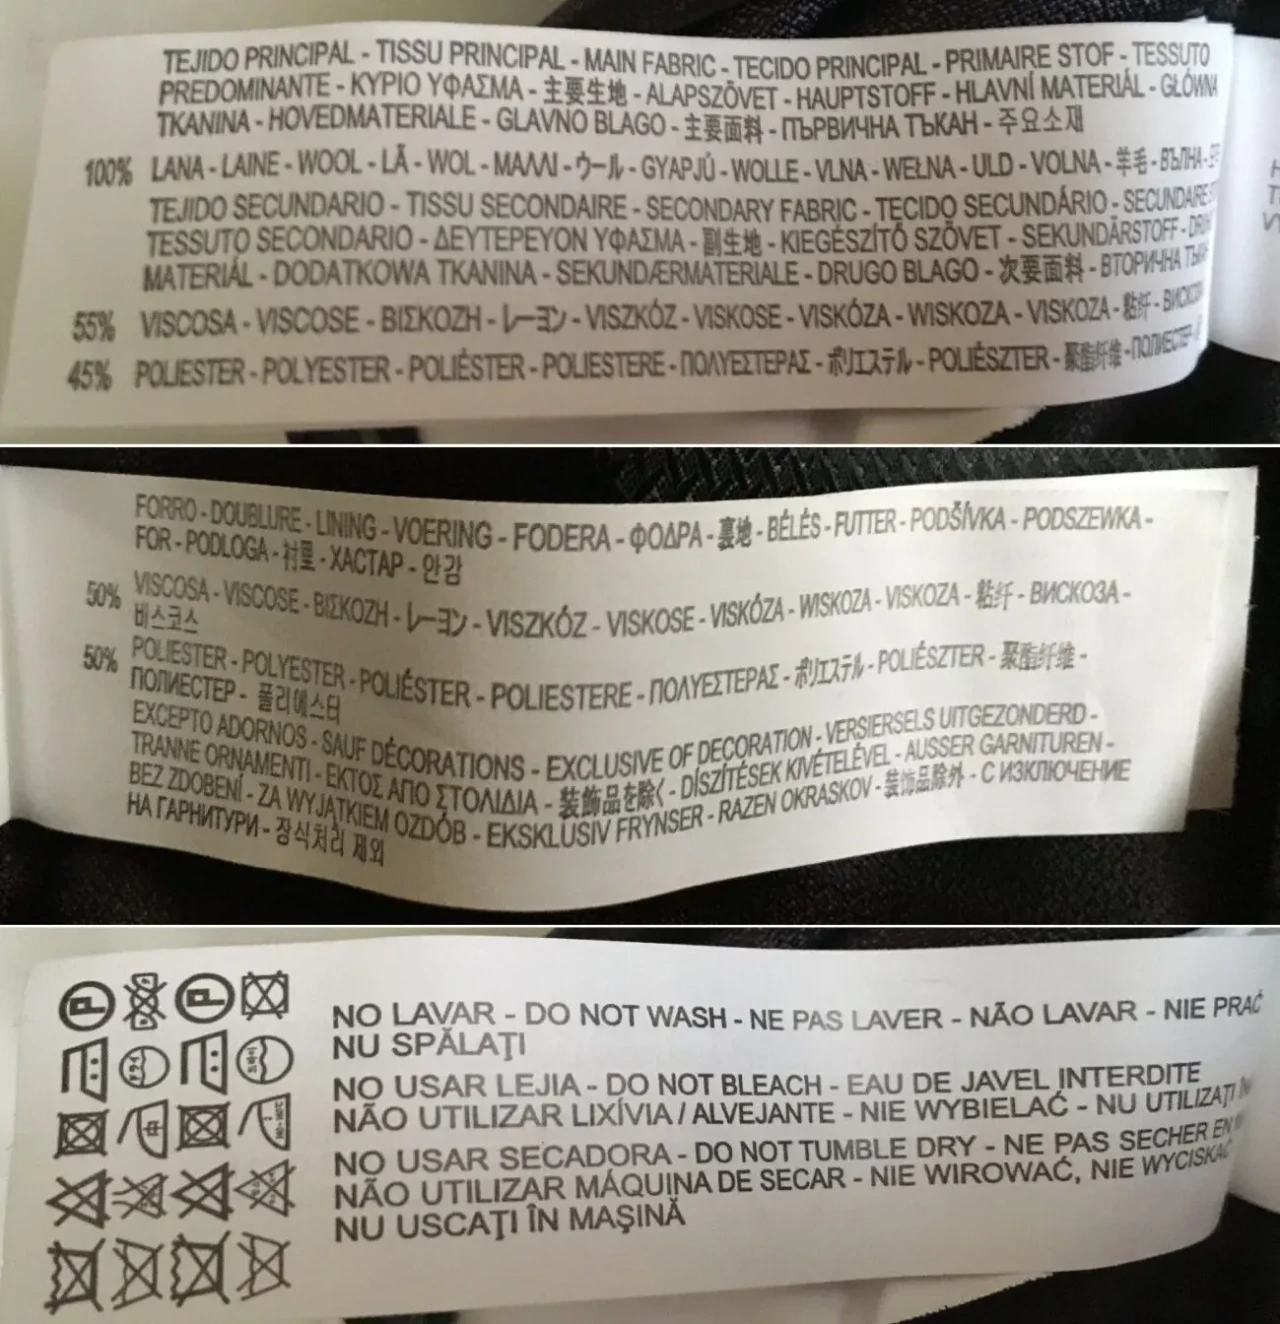 TEJIDO PRINCIPAL - TISSU PRINCIPAL - MAIN FABRIC - TECIDO PRINCIPAL - PRIMAIRE STOF - TESSUTO
PREDOMINANTE - ΚΥΡΙΟ ΥΦΑΣΜΑ - 主要生地 - ALAPSZÖVET - HAUPTSTOFF - HLAVNÍ MATERIÁL - GŁÓWNA
TKANINA - HOVEDMATERIALE - GLAVNO BLAGO - 主要面料 - ПЪРВИЧНА ТЪКАН - 주요소재
100% LANA - LAINE - WOOL - LÃ - WOL - ΜΑΛΛΙ - ウール - GYAPJÚ - WOLLE - VLNA - WEŁNA - ULD - VOLNA - 羊毛 - ВЪЛНА -
TEJIDO SECUNDARIO - TISSU SECONDAIRE - SECONDARY FABRIC - TECIDO SECUNDÁRIO - SECUNDAIRE
TESSUTO SECONDARIO - ΔΕΥΤΕΡΕΥΟΝ ΥΦΑΣΜΑ - 副生地 - KIEGÉSZÍTŐ SZÖVET - SEKUNDÄRSTOFF -
MATERIÁL - DODATKOWA TKANINA - SEKUNDÆRMATERIALE - DRUGO BLAGO - 次要面料 - ВТОРИЧНА
55% VISCOSA - VISCOSE - ΒΙΣΚΟΖΗ - レーヨン - VISZKÓZ - VISKOSE - VISKÓZA - WISKOZA - VISKOZA - 粘纤 -
45% POLIESTER - POLYESTER - POLIÉSTER - POLIESTERE - ΠΟΛΥΕΣΤΕΡΑΣ - ポリエステル - POLIÉSZTER - 聚酯纤维 - ПОЛИЕСТЕР -
FORRO - DOUBLURE - LINING - VOERING - FODERA - ΦΟΔΡΑ - 裏地 - BÉLÉS - FUTTER - PODŠÍVKA - PODSZEWKA -
FOR - PODLOGA - 衬里 - ХАСТАР - 안감
50% VISCOSA - VISCOSE - ΒΙΣΚΟΖΗ - レーヨン - VISZKÓZ - VISKOSE - VISKÓZA - WISKOZA - VISKOZA - 粘纤 - ВИСКОЗА -
비스코스
50% POLIESTER - POLYESTER - POLIÉSTER - POLIESTERE - ΠΟΛΥΕΣΤΕΡΑΣ - ポリエステル - POLIÉSZTER - 聚酯纤维 -
ПОЛИЕСТЕР - 폴리에스터
EXCEPTO ADORNOS - SAUF DÉCORATIONS - EXCLUSIVE OF DECORATION - VERSIERSELS UITGEZONDERD -
TRANNE ORNAMENTI - ΕΚΤΟΣ ΑΠΟ ΣΤΟΛΙΔΙΑ - 装飾品を除く - DÍSZÍTÉSEK KIVÉTELÉVEL - AUSSER GARNITUREN -
BEZ ZDOBENÍ - ZA WYJĄTKIEM OZDÓB - EKSKLUSIV FRYNSER - RAZEN OKRASKOV - 装饰品除外 - С ИЗКЛЮЧЕНИЕ
НА ГАРНИТУРИ - 장식처리 제외
NO LAVAR - DO NOT WASH - NE PAS LAVER - NÃO LAVAR - NIE PRAĆ
NU SPĂLAŢI
NO USAR LEJIA - DO NOT BLEACH - EAU DE JAVEL INTERDITE
NÃO UTILIZAR LIXÍVIA / ALVEJANTE - NIE WYBIELAĆ - NU UTILIZAŢI
NO USAR SECADORA - DO NOT TUMBLE DRY - NE PAS SECHER EN
NÃO UTILIZAR MÁQUINA DE SECAR - NIE WIROWAĆ, NIE WYCISKAĆ
NU USCAŢI ÎN MAŞINĂ